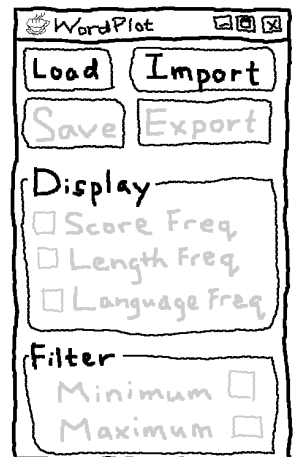 WordPlot
Load Import
Save Export
Display
Score Freq
Length Freq
Language Freq
Filter
Minimum
Maximum